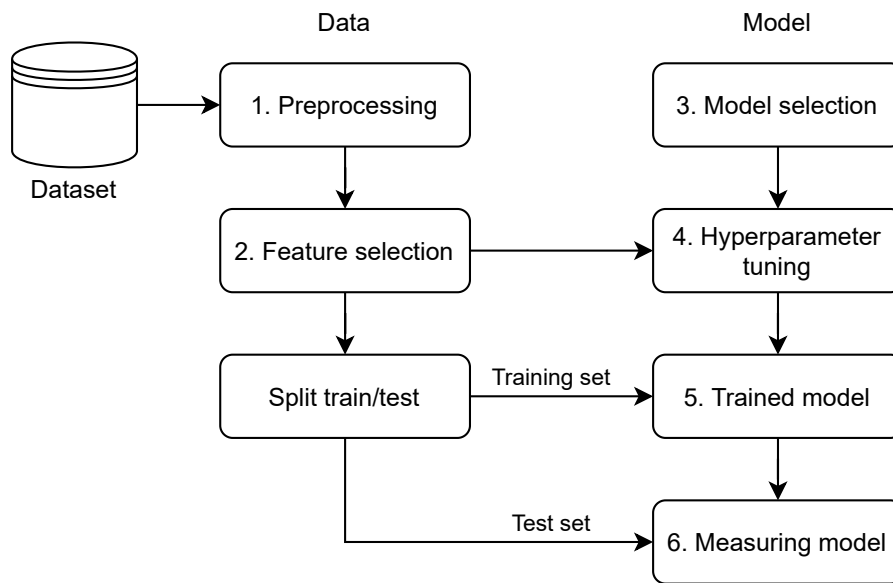 Data
Model
1. Preprocessing
3. Model selection
Dataset
2. Feature selection
4. Hyperparameter
tuning
Split train/test
Training set
5. Trained model
Test set
6. Measuring model